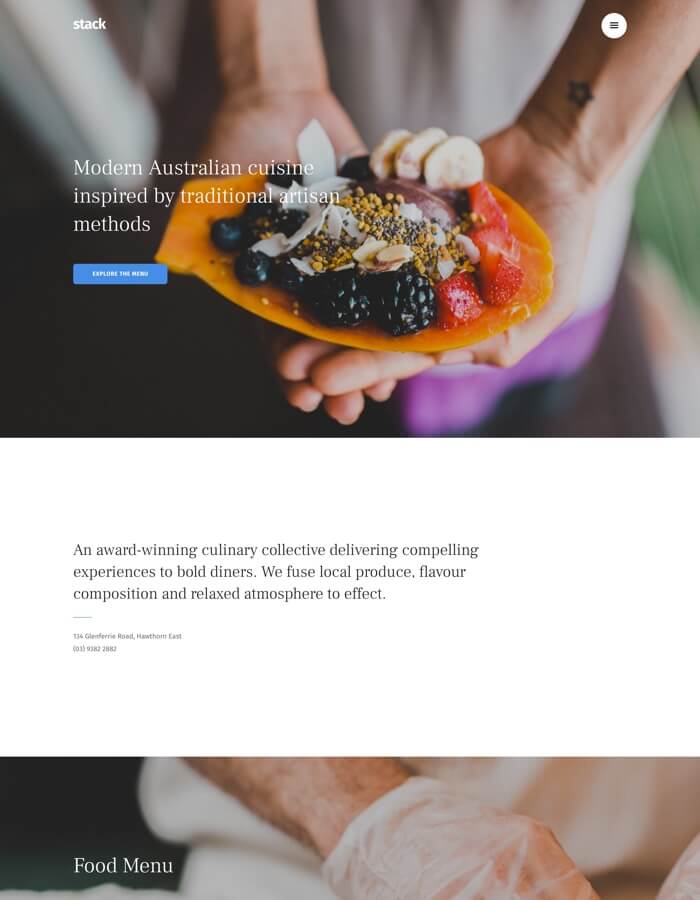 stack
Modern Australian cuisine
inspired by traditional artisan
methods
EXPLORE THE MENU
An award-winning culinary collective delivering compelling
experiences to bold diners. We fuse local produce, flavour
composition and relaxed atmosphere to effect.
134 Glenferrie Road, Hawthorn East
(03) 9382 2882
Food Menu